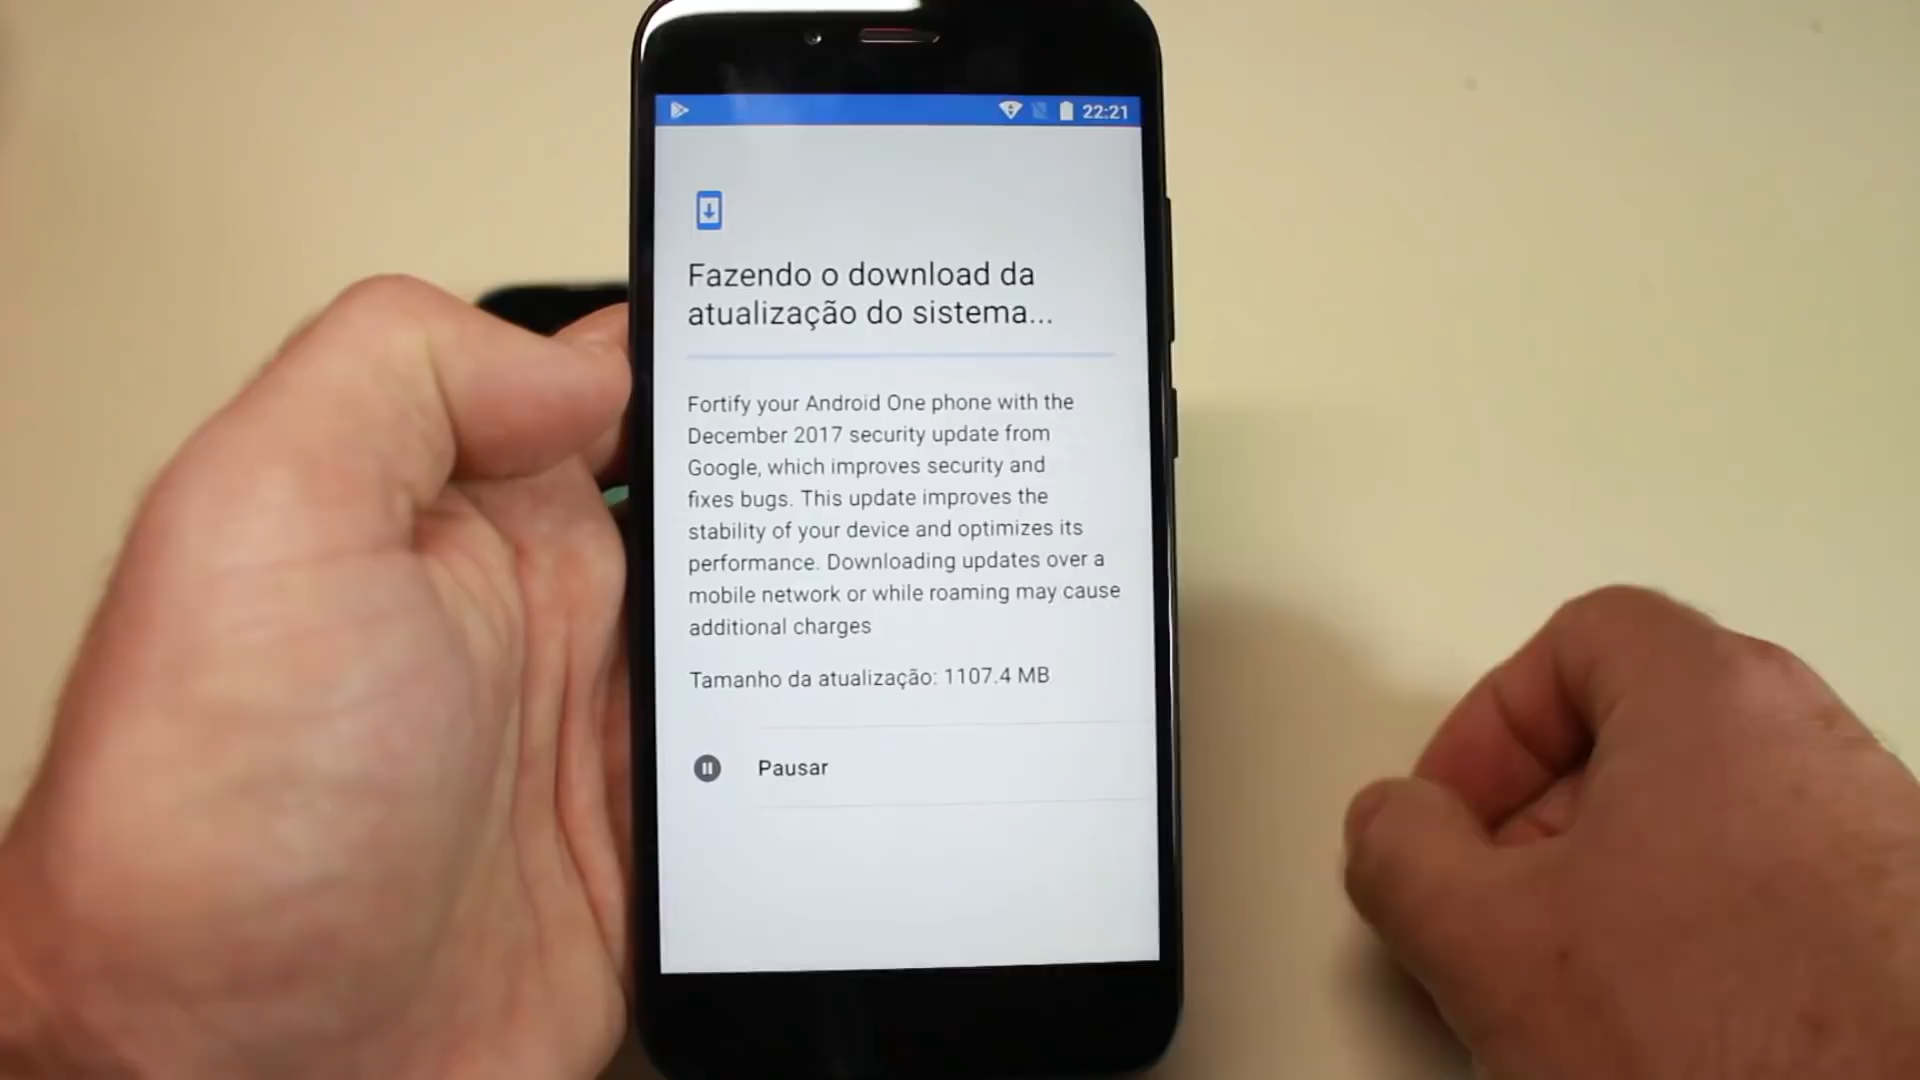 22:21
Fazendo o download da
atualização do sistema...
Fortify your Android One phone with the
December 2017 security update from
Google, which improves security and
fixes bugs. This update improves the
stability of your device and optimizes its
performance. Downloading updates over a
mobile network or while roaming may cause
additional charges
Tamanho da atualização: 1107.4 MB
Pausar